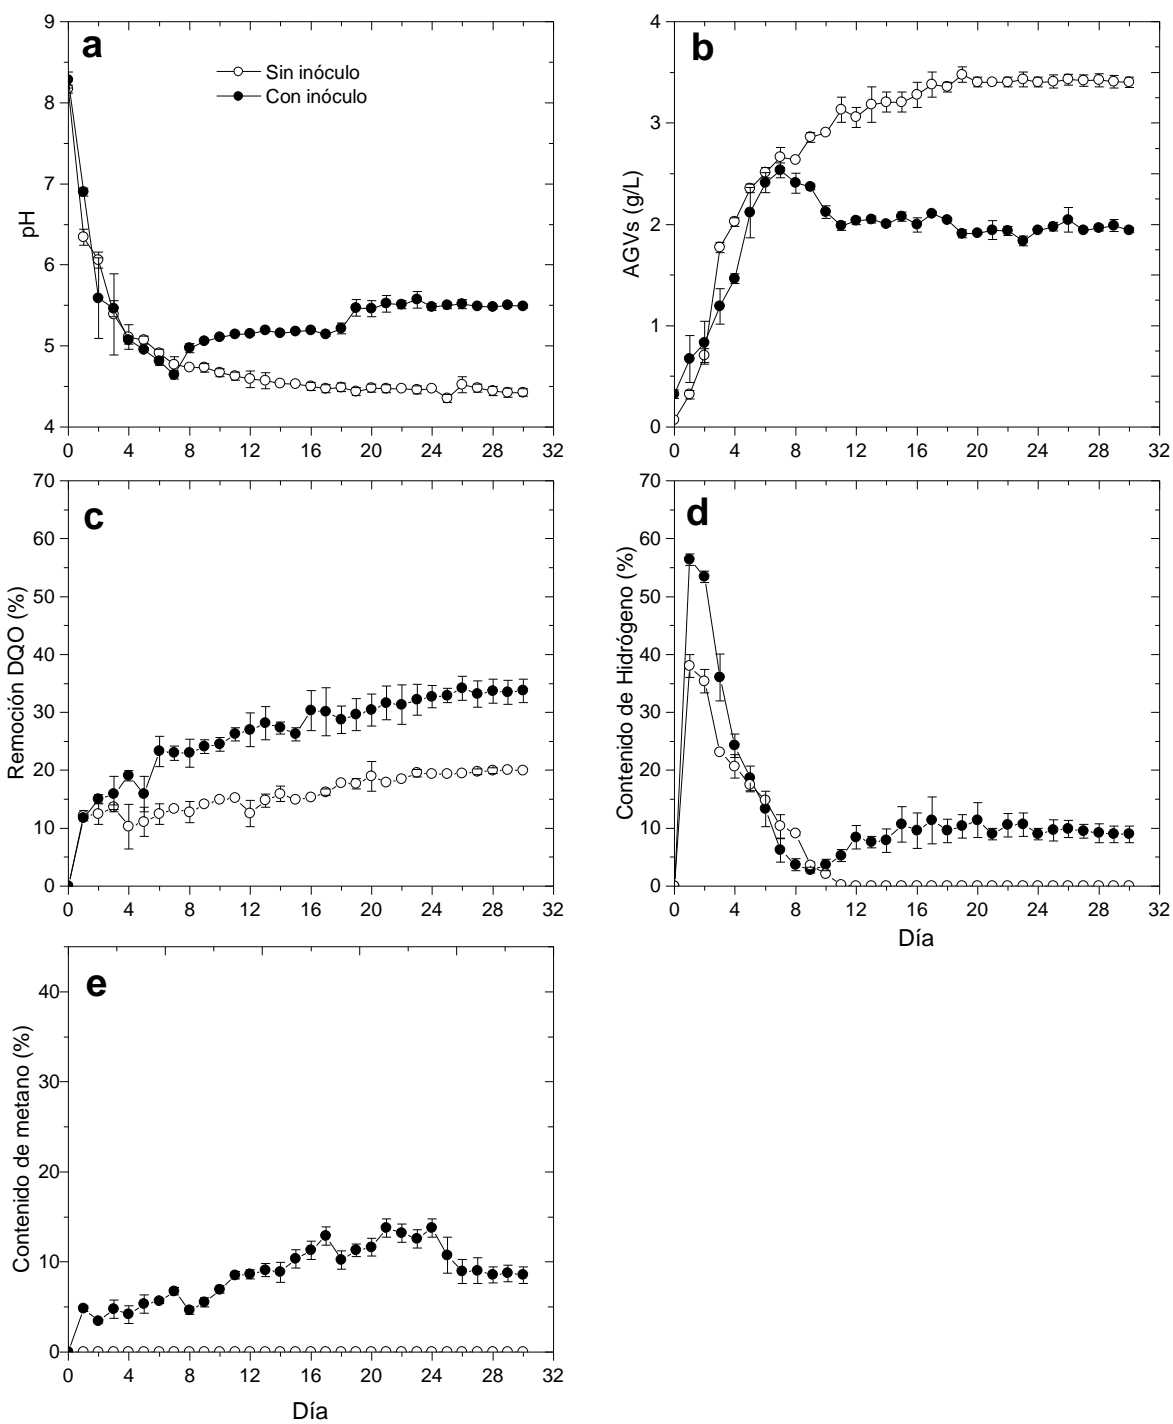 a
Sin inóculo
Con inóculo
9
8
7
6
5
4
pH
0 4 8 12 16 20 24 28 32
b
4
3
2
1
0
AGVs (g/L)
0 4 8 12 16 20 24 28 32
c
70
60
50
40
30
20
10
0
Remoción DQO (%)
0 4 8 12 16 20 24 28 32
d
70
60
50
40
30
20
10
0
Contenido de Hidrógeno (%)
0 4 8 12 16 20 24 28 32
Día
e
40
30
20
10
0
Contenido de metano (%)
0 4 8 12 16 20 24 28 32
Día